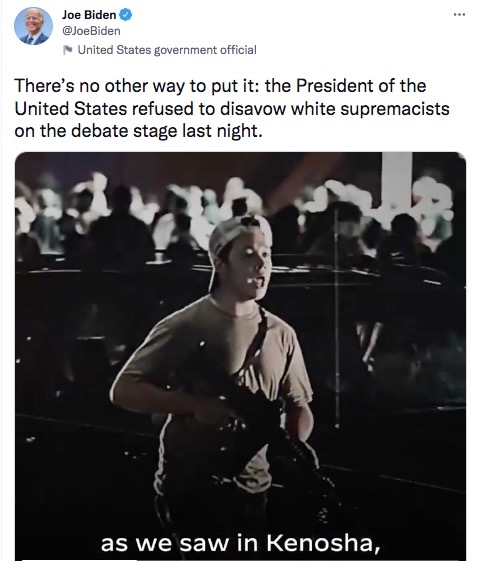 Joe Biden
@JoeBiden
United States government official
There's no other way to put it: the President of the
United States refused to disavow white supremacists
on the debate stage last night.
as we saw in Kenosha,